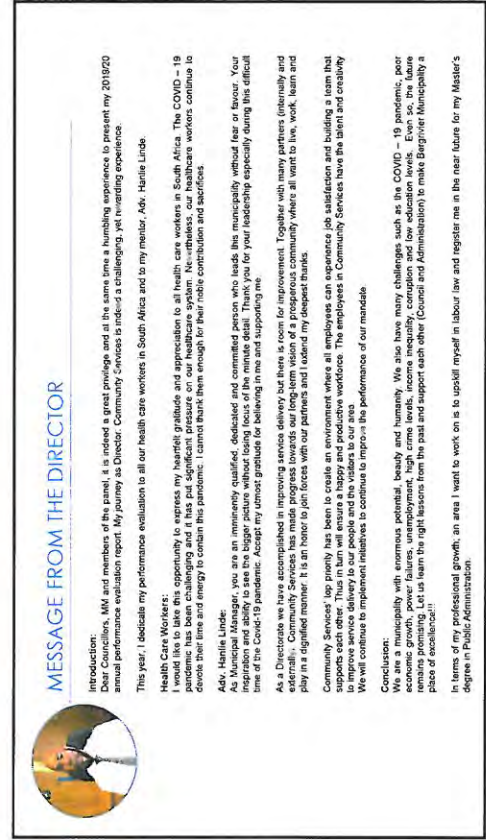 MESSAGE FROM THE DIRECTOR
Introduction:
Dear Councillors, MM and members of the panel, it is indeed a great privilege and at the same time a humbling experience to present my 2019/20
annual performance evaluation report. My journey as Director: Community Services is indeed a challenging, yet rewarding experience.
This year, I dedicate my performance evaluation to all our health care workers in South Africa and to my mentor, Adv. Hanlie Linde.
Health Care Workers:
I would like to take this opportunity to express my heartfelt gratitude and appreciation to all health care workers in South Africa. The COVID – 19
pandemic has been challenging and it has put significant pressure on our healthcare system. Nevertheless, our healthcare workers continue to
devote their time and energy to contain this pandemic. I cannot thank them enough for their noble contribution and sacrifices
Adv. Hanlie Linde:
As Municipal Manager, you are an imminently qualified, dedicated and committed person who leads this municipality without fear or favour. Your
inspiration and ability to see the bigger picture without losing focus of the minute detail. Thank you for your leadership especially during this difficult
time of the Covid-19 pandemic. Accept my utmost gratitude for believing in me and supporting me
As a Directorate we have accomplished in improving service delivery but there is room for improvement. Together with many partners (internally and
externally). Community Services has made progress towards our long-term vision of a prosperous community where all want to live, work, learn and
play in a dignified manner. It is an honor to join forces with our partners and I extend my deepest thanks.
Community Services' top priority has been to create an environment where all employees can experience job satisfaction and building a team that
supports each other. Thus in turn will ensure a happy and productive workforce. The employees in Community Services have the talent and creativity
to improve service delivery to our people and the visitors to our area
We will continue to implement initiatives to continue to improve the performance of our mandate
Conclusion:
We are a municipality with enormous potential, beauty and humanity. We also have many challenges such as the COVID – 19 pandemic, poor
economic growth, power failures, unemployment, high crime levels, income inequality, corruption and low education levels. Even so, the future
remains promising. Let us learn the right lessons from the past and support each other (Council and Administration) to make Bergrivier Municipality a
place of excellence!!!
In terms of my professional growth, an area I want to work on is to upskill myself in labour law and register me in the near future for my Master's
degree in Public Administration.